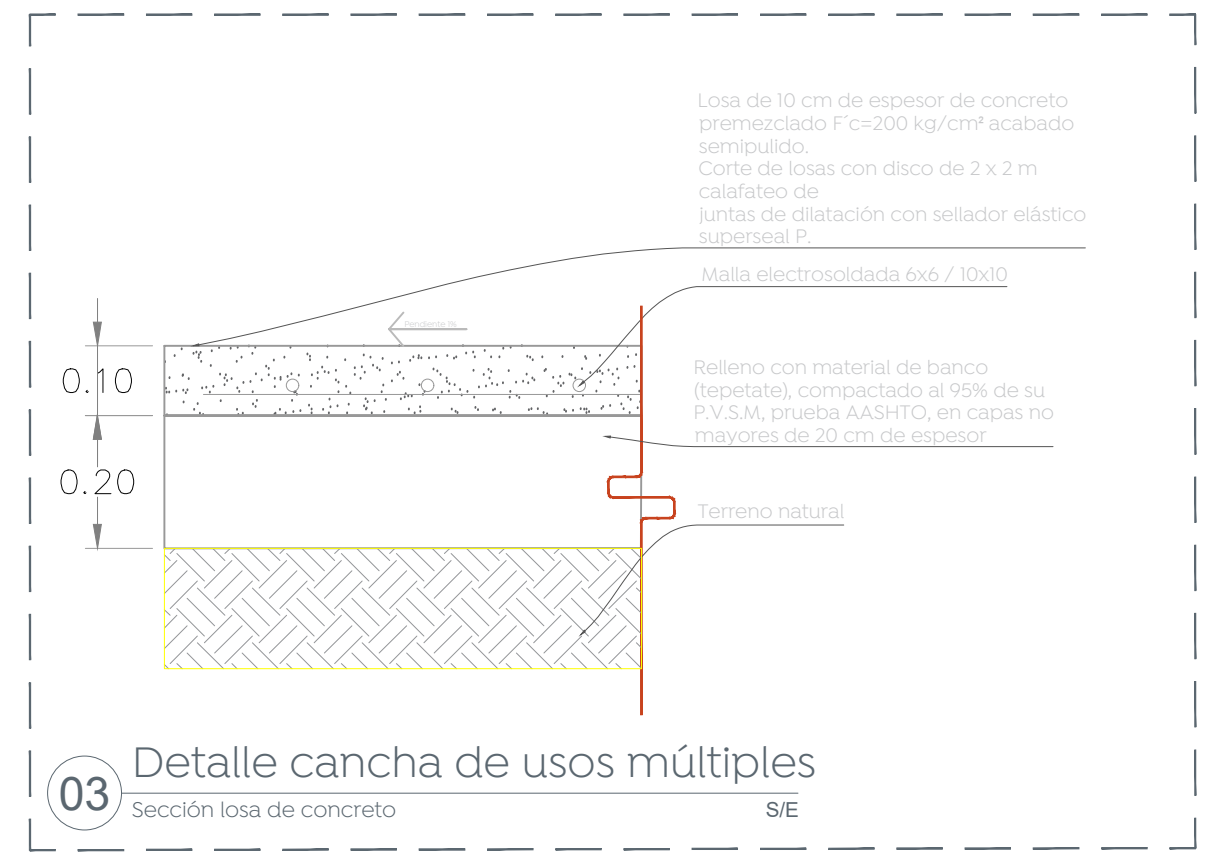 Losa de 10 cm de espesor de concreto
premezclado F´c=200 kg/cm² acabado
semipulido.
Corte de losas con disco de 2 x 2 m
calafateo de
juntas de dilatación con sellador elástico
superseal P.
Malla electrosoldada 6x6 / 10x10
Pendiente 1%
0.10
Relleno con material de banco
(tepetate), compactado al 95% de su
P.V.S.M, prueba AASHTO, en capas no
mayores de 20 cm de espesor
0.20
Terreno natural
03
Detalle cancha de usos múltiples
Sección losa de concreto
S/E